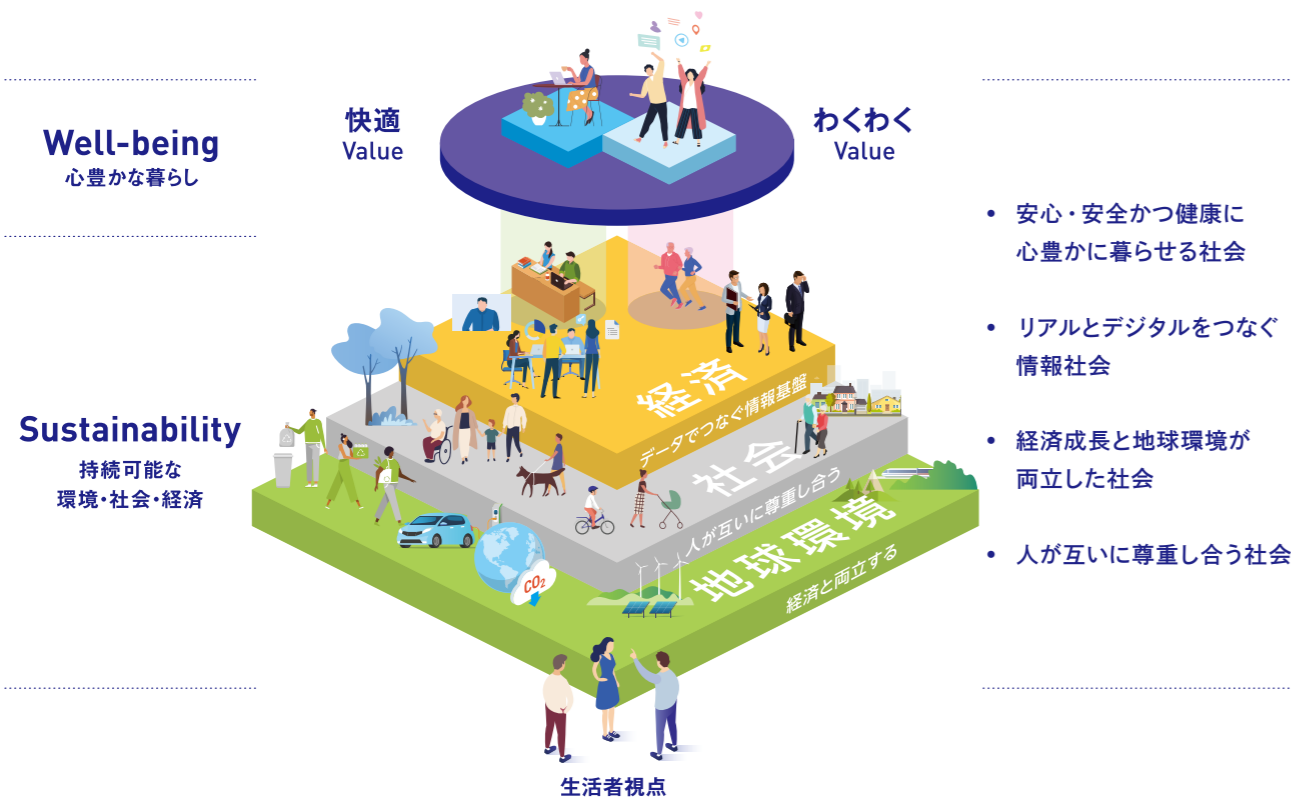 快適
Value
わくわく
Value
Well-being
心豊かな暮らし
Sustainability
持続可能な
環境・社会・経済
経済
データでつなぐ情報基盤
社会
人が互いに尊重し合う
地球環境
経済と両立する
CO₂
• 安心・安全かつ健康に
心豊かに暮らせる社会
• リアルとデジタルをつなぐ
情報社会
• 経済成長と地球環境が
両立した社会
• 人が互いに尊重し合う社会
生活者視点